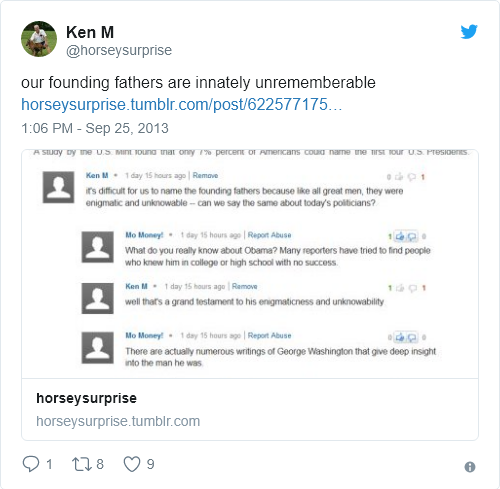 Ken M
@horseysurprise
our founding fathers are innately unrememberable
horseysurprise.tumblr.com/post/622577175…
1:06 PM - Sep 25, 2013
A study by the U.S. Mint found that only 7% percent of Americans could name the first four U.S. Presidents.
Ken M • 1 day 15 hours ago | Remove 0 1
it's difficult for us to name the founding fathers because like all great men, they were
enigmatic and unknowable -- can we say the same about today's politicians?
Mo Money! • 1 day 15 hours ago | Report Abuse 1 0
What do you really know about Obama? Many reporters have tried to find people
who knew him in college or high school with no success.
Ken M • 1 day 15 hours ago | Remove 1 1
well that's a grand testament to his enigmaticness and unknowability
Mo Money! • 1 day 15 hours ago | Report Abuse 0 0
There are actually numerous writings of George Washington that give deep insight
into the man he was.
horseysurprise
horseysurprise.tumblr.com
1 8 9